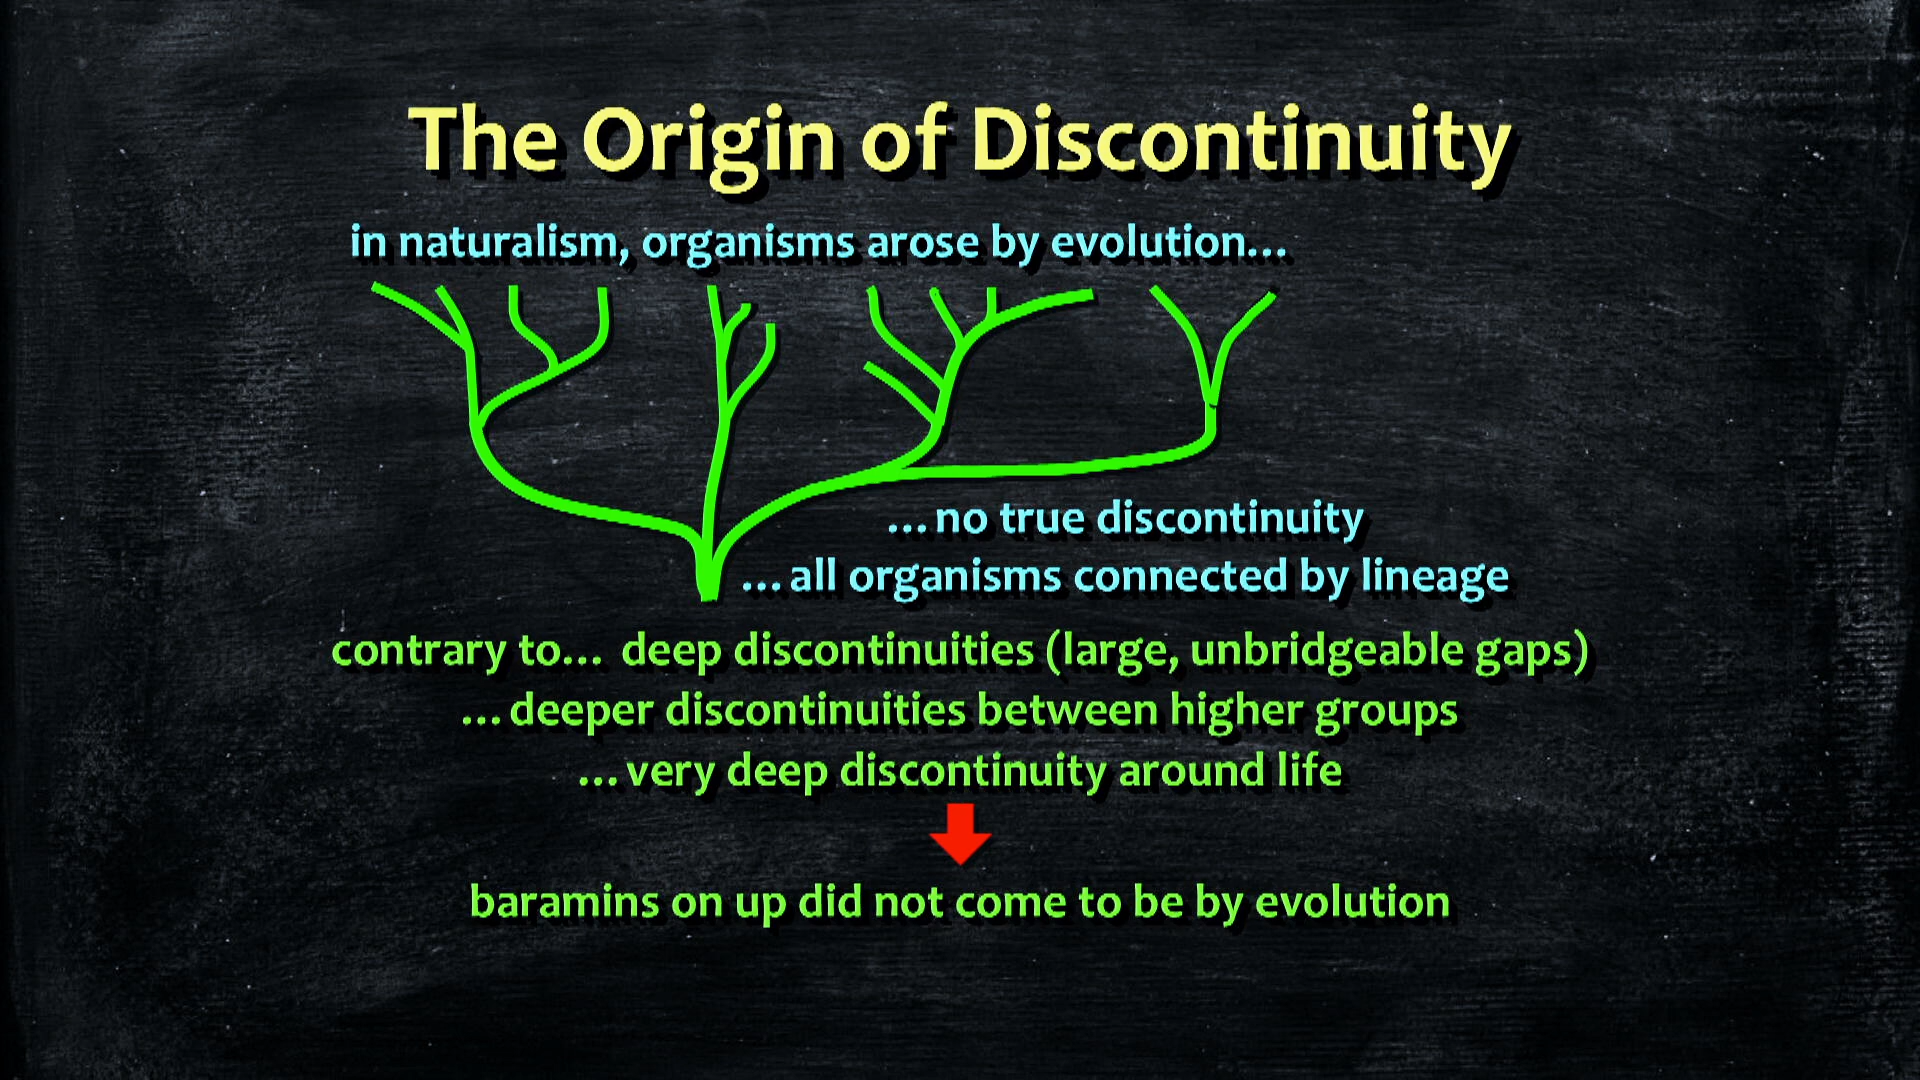 The Origin of Discontinuity
in naturalism, organisms arose by evolution...
...no true discontinuity
...all organisms connected by lineage
contrary to... deep discontinuities (large, unbridgeable gaps)
...deeper discontinuities between higher groups
...very deep discontinuity around life
baramins on up did not come to be by evolution